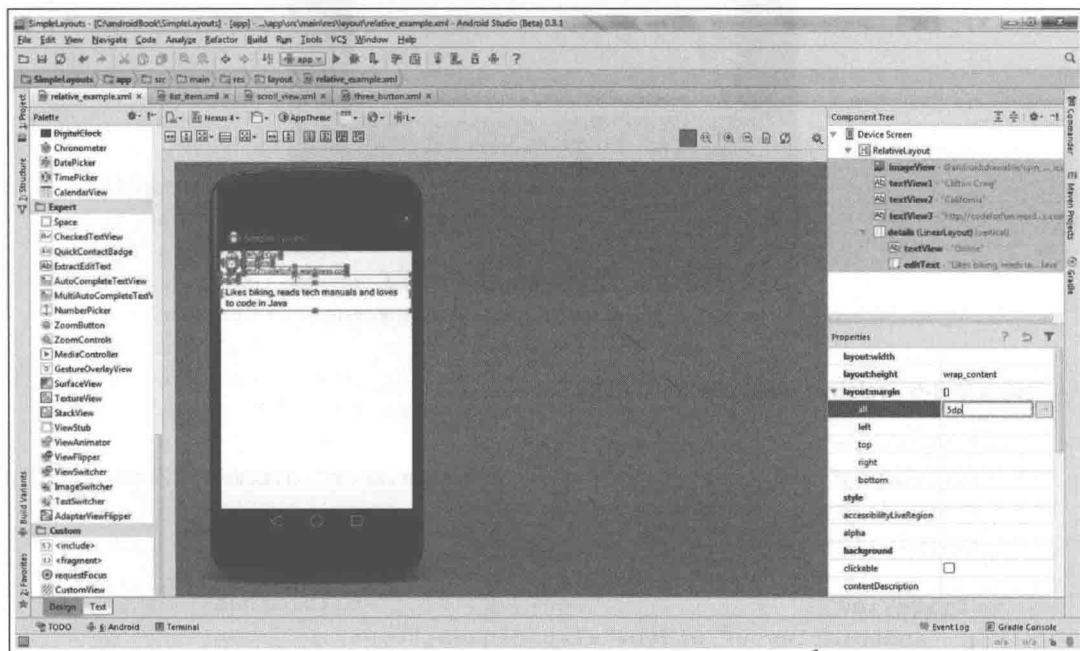 SimpleLayouts - [C:\androidBook\SimpleLayouts] - [app] - ...\app\src\main\res\layout\relative_example.xml - Android Studio (Beta) 0.8.1
File Edit View Navigate Code Analyze Refactor Build Run Tools VCS Window Help
app
SimpleLayouts app src main res layout relative_example.xml
relative_example.xml list_item.xml scroll_view.xml three_button.xml
1: Project
2: Structure
Build Variants
2: Favorites
Palette
Nexus 4 AppTheme L
DigitalClock
Chronometer
DatePicker
TimePicker
CalendarView
Expert
Space
CheckedTextView
QuickContactBadge
ExtractEditText
AutoCompleteTextView
MultiAutoCompleteTextV
NumberPicker
ZoomButton
ZoomControls
MediaController
GestureOverlayView
SurfaceView
TextureView
StackView
ViewStub
ViewAnimator
ViewFlipper
ViewSwitcher
ImageSwitcher
TextSwitcher
AdapterViewFlipper
Custom
<include>
<fragment>
requestFocus
CustomView
Design Text
Likes biking, reads tech manuals and loves
to code in Java
Component Tree
Device Screen
RelativeLayout
imageView
textView1 - "Clifton Craig"
textView2 - "California"
textView3
details (LinearLayout) (vertical)
textView - "Online"
editText - "Likes biking, reads te... Java"
Properties
layout:width
layout:height wrap_content
layout:margin []
all 5dp
left
top
right
bottom
style
accessibilityLiveRegion
alpha
background
clickable
contentDescription
Commander
Maven Projects
Gradle
TODO 6: Android Terminal
Event Log Gradle Console
n/a n/a